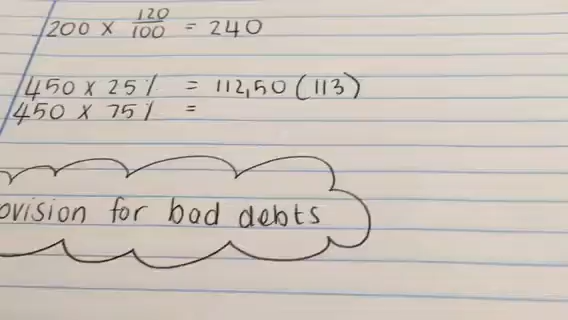 200 x 120/100 = 240
450 x 25% = 112,50 (113)
450 x 75% =
ovision for bad debts